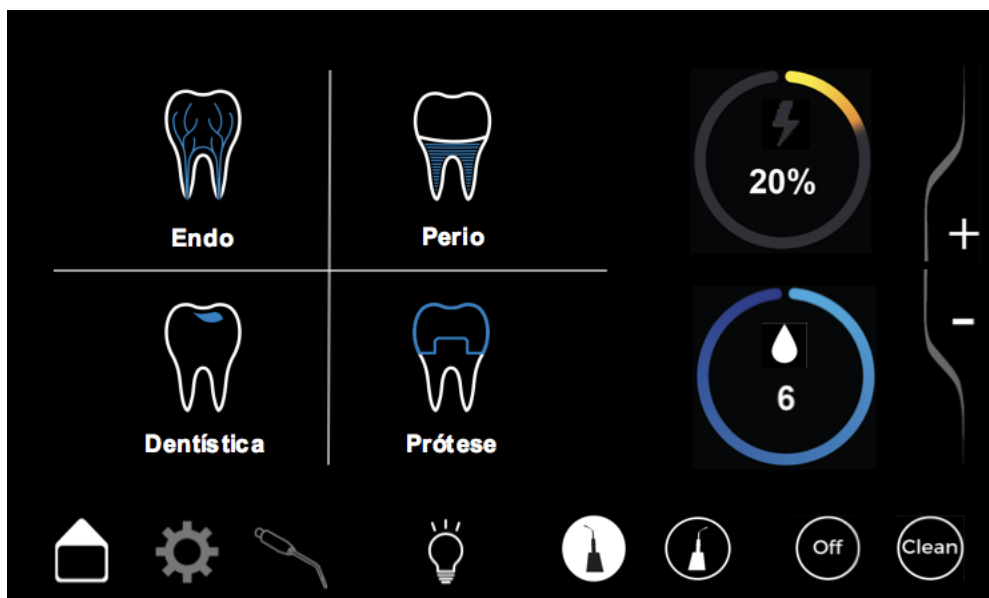 Endo
Perio
20%
+
Dentística
Prótese
6
-
Off
Clean